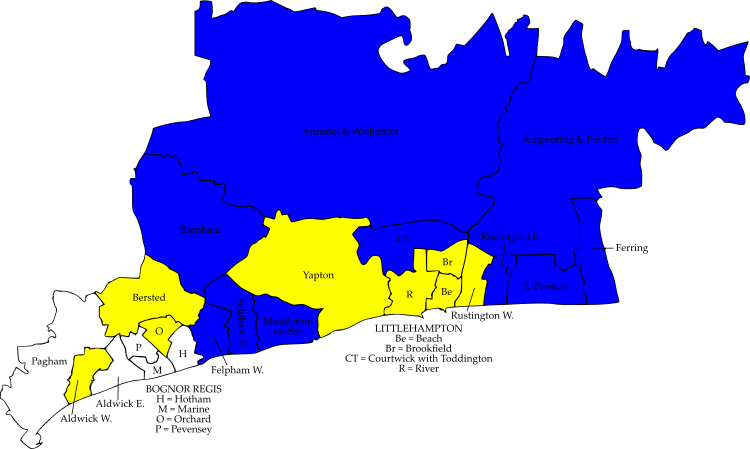 Arundel & Walberton
Angmering & Findon
Barnham
CT
Rustington E.
Ferring
Br
Yapton
E. Preston
Bersted
R
Be
Felpham E.
Middleton
on-Sea
Rustington W.
O
P
H
LITTLEHAMPTON
Be = Beach
Br = Brookfield
CT = Courtwick with Toddington
R = River
Pagham
M
Felpham W.
BOGNOR REGIS
H = Hotham
M = Marine
O = Orchard
P = Pevensey
Aldwick E.
Aldwick W.